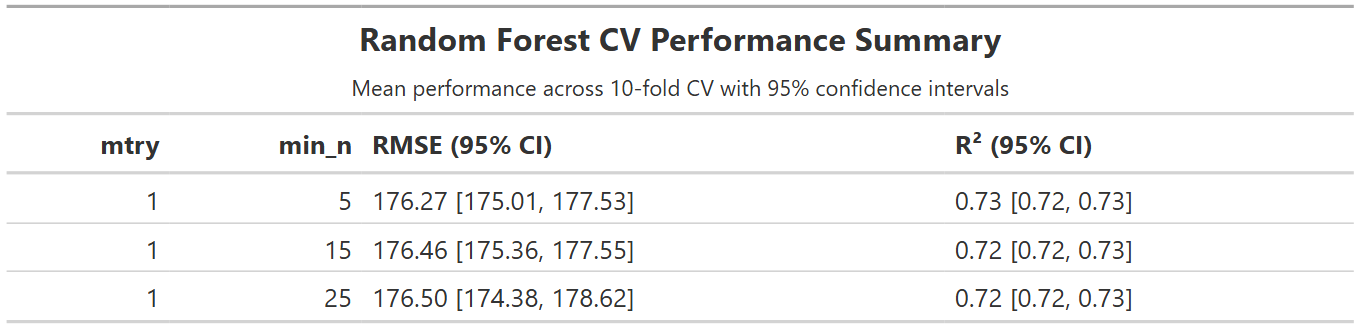 Random Forest CV Performance Summary
Mean performance across 10-fold CV with 95% confidence intervals
mtry min_n RMSE (95% CI) R² (95% CI)
1 5 176.27 [175.01, 177.53] 0.73 [0.72, 0.73]
1 15 176.46 [175.36, 177.55] 0.72 [0.72, 0.73]
1 25 176.50 [174.38, 178.62] 0.72 [0.72, 0.73]